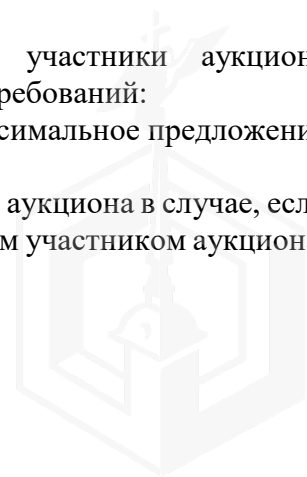 участники аукцион
ребований:
симальное предложени
аукциона в случае, есл
м участником аукцион